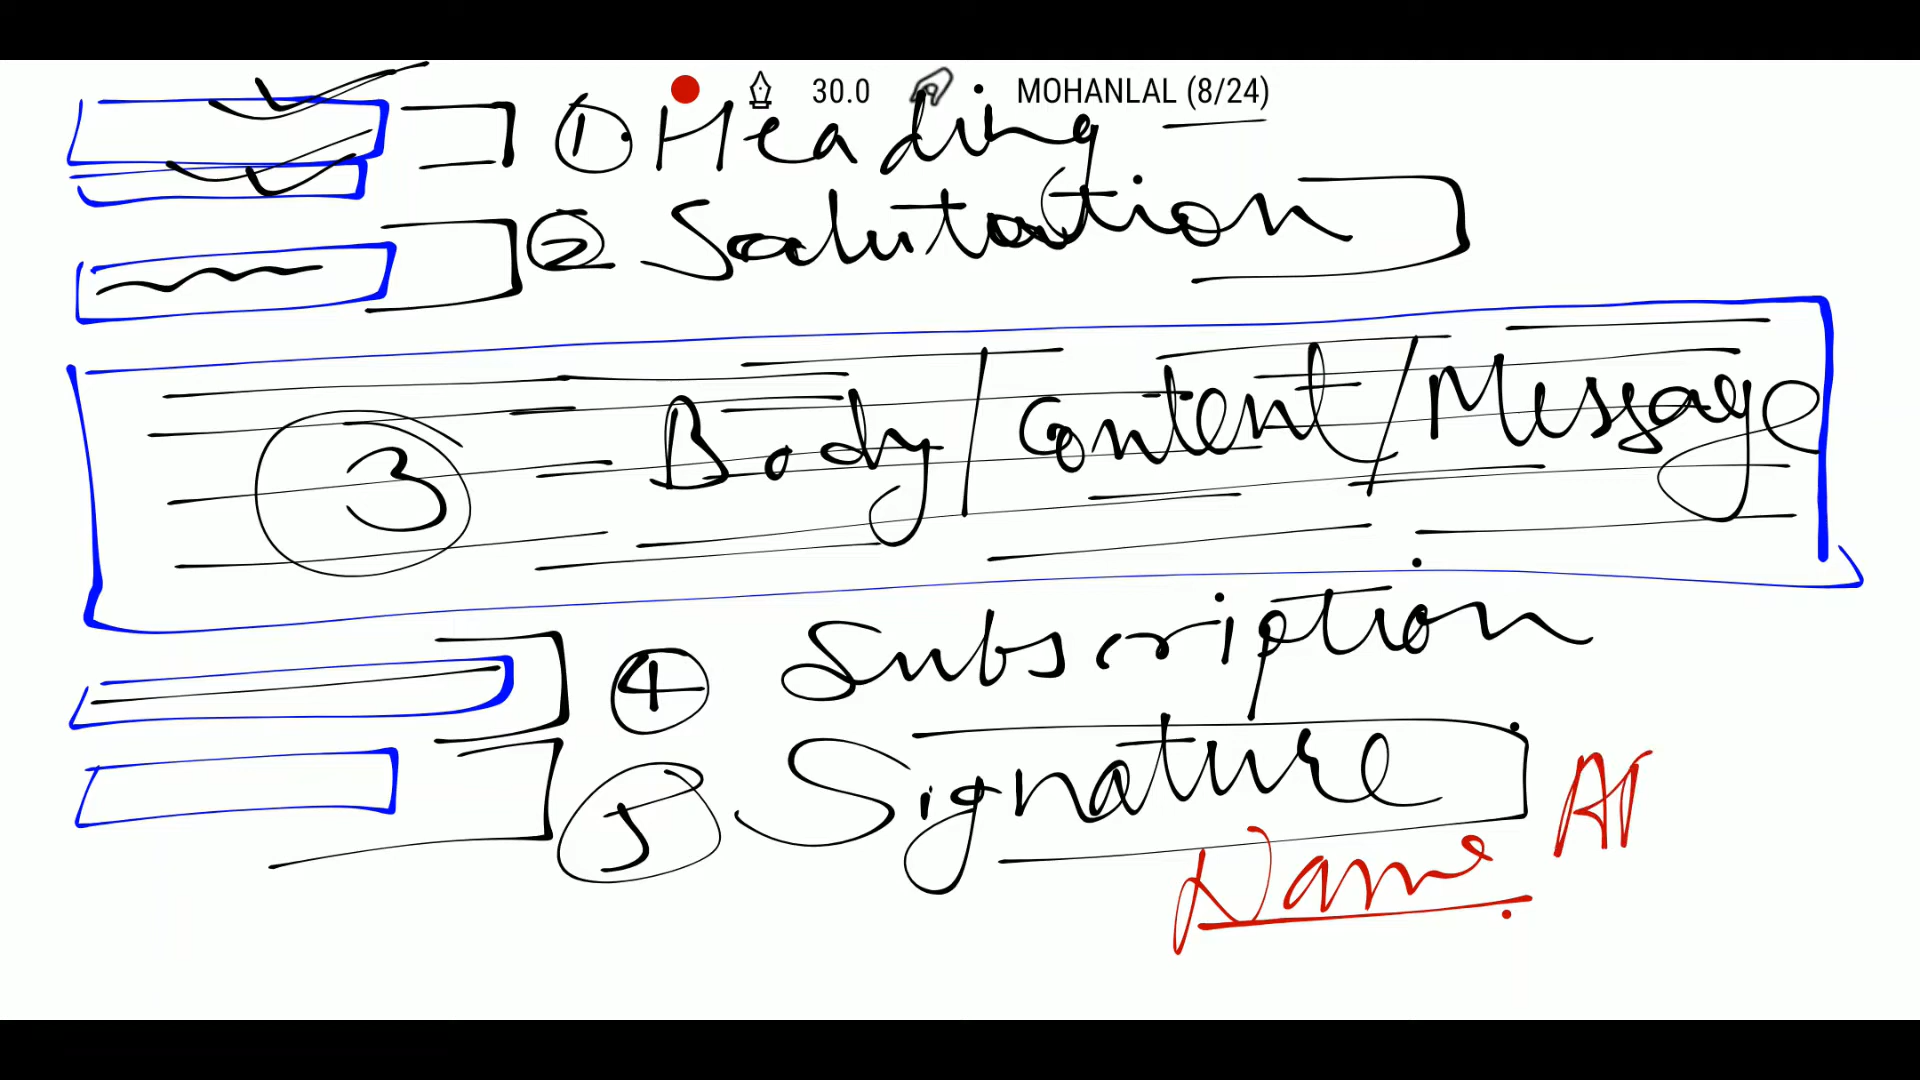 30.0 MOHANLAL (8/24)
1. Heading
2 Salutation
3 Body/Content/Message
4 Subscription
5 Signature
Name